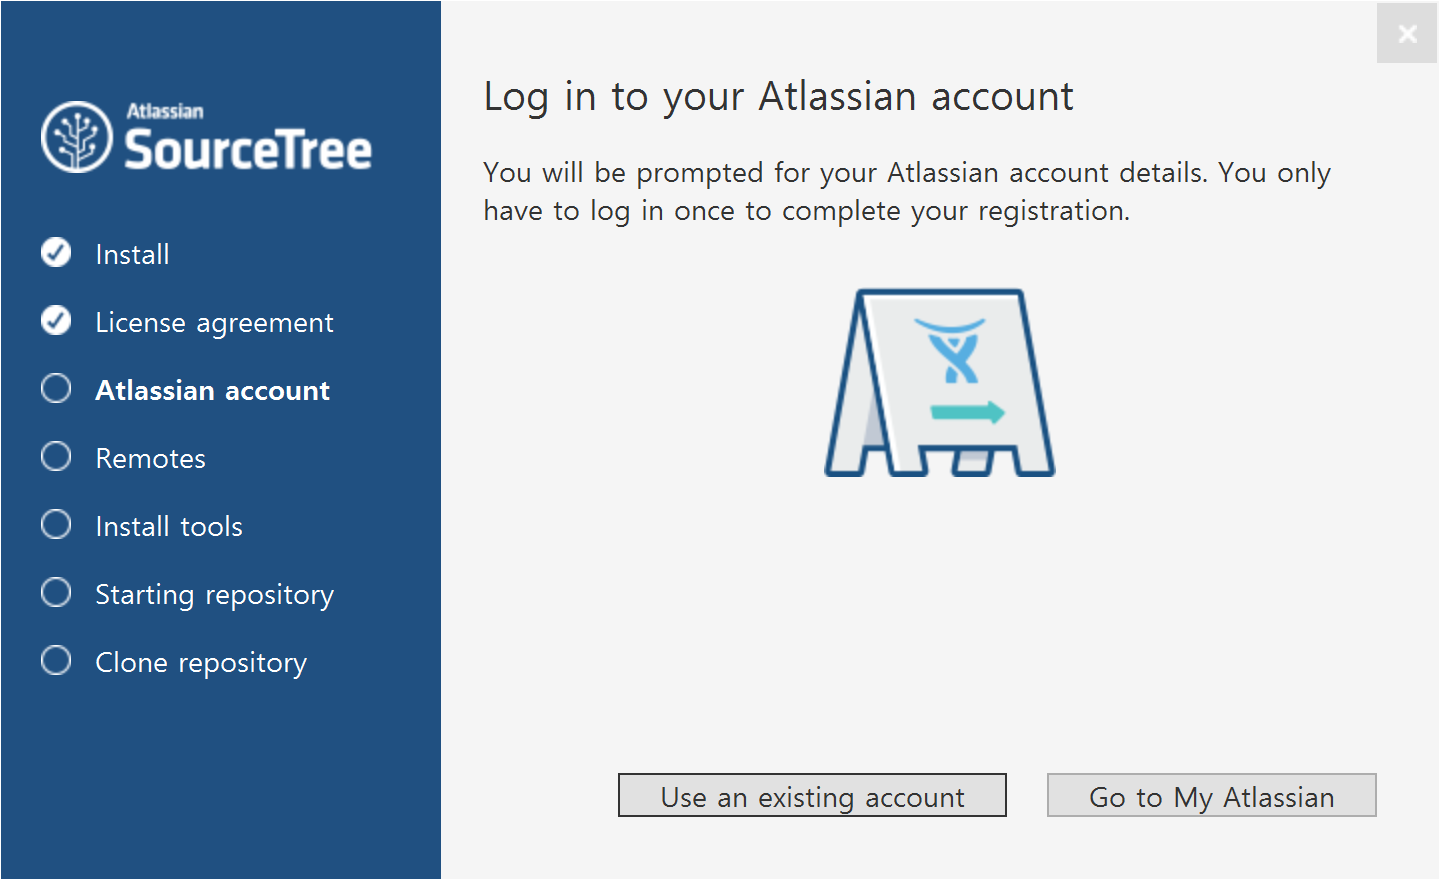 Atlassian
SourceTree
Install
License agreement
Atlassian account
Remotes
Install tools
Starting repository
Clone repository
Log in to your Atlassian account
You will be prompted for your Atlassian account details. You only
have to log in once to complete your registration.
Use an existing account
Go to My Atlassian